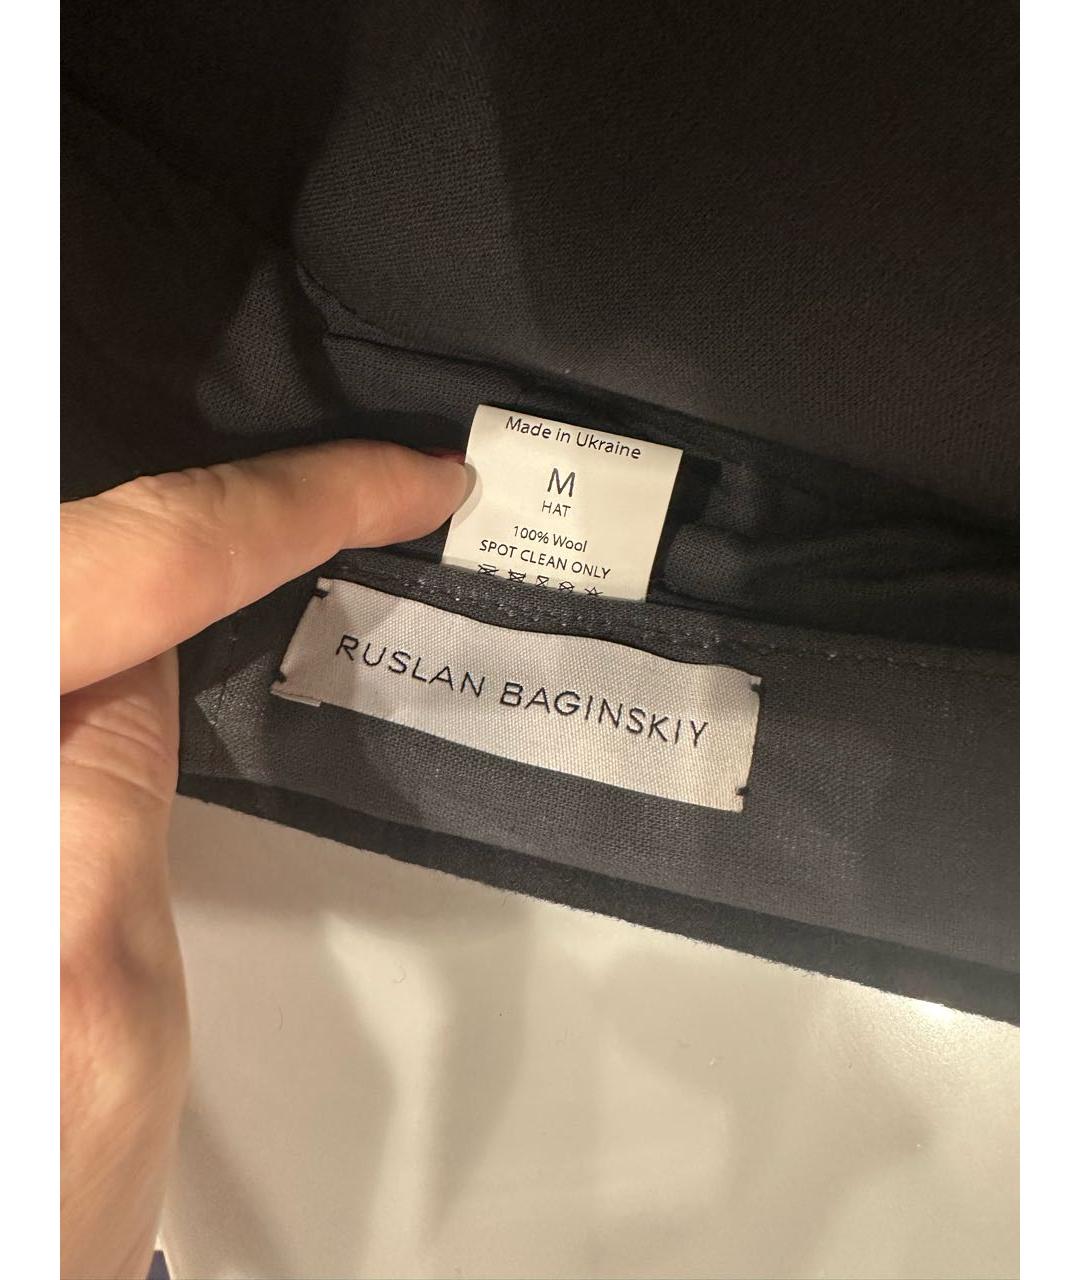 Made in Ukraine
M
HAT
100% Wool
SPOT CLEAN ONLY
RUSLAN BAGINSKIY